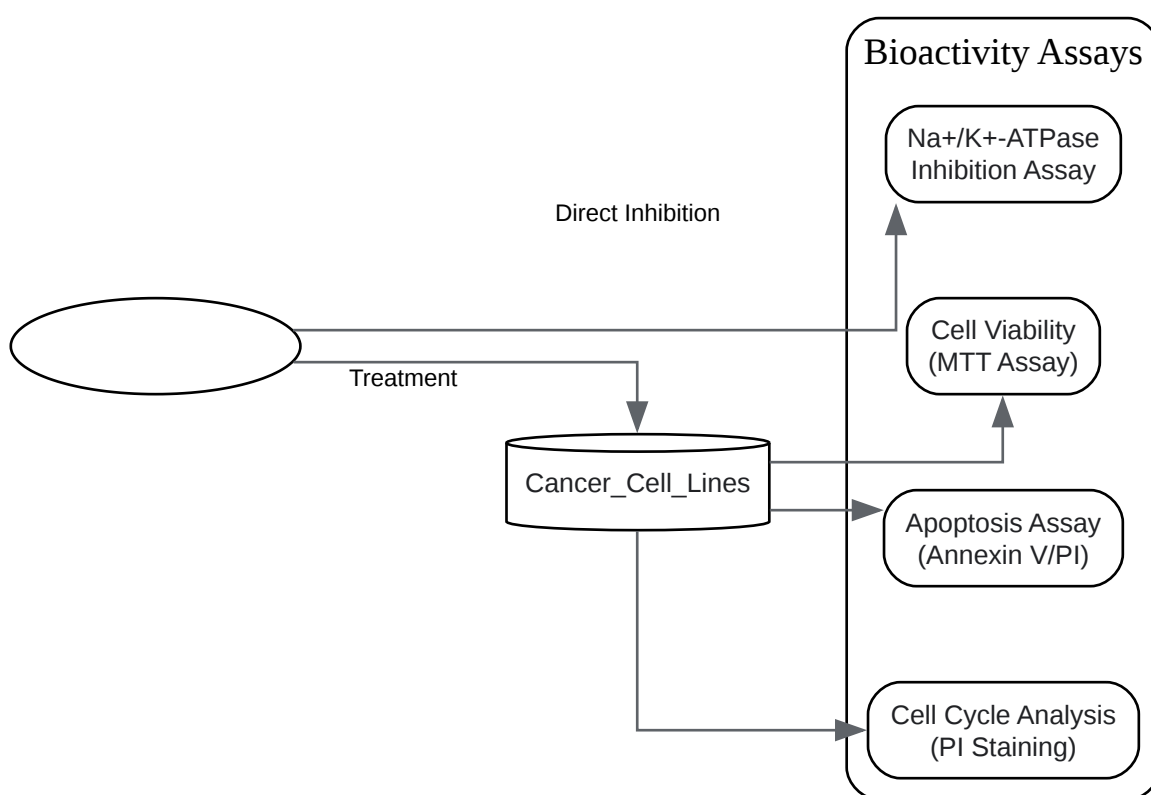 Bioactivity Assays
Na+/K+-ATPase
Inhibition Assay
Direct Inhibition
Cell Viability
(MTT Assay)
Treatment
Cancer_Cell_Lines
Apoptosis Assay
(Annexin V/PI)
Cell Cycle Analysis
(PI Staining)